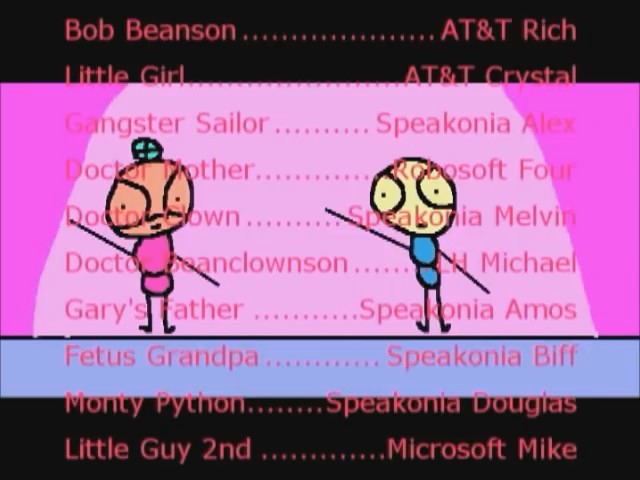 Bob Beanson ................... AT&T Rich
Little Girl...................... AT&T Crystal
Gangster Sailor .......... Speakonia Alex
Doctor Mother............. Robosoft Four
Doctor Clown .......... Speakonia Melvin
Doctor Beanclownson ....... LH Michael
Gary's Father ...........Speakonia Amos
Fetus Grandpa ............ Speakonia Biff
Monty Python........Speakonia Douglas
Little Guy 2nd .............Microsoft Mike